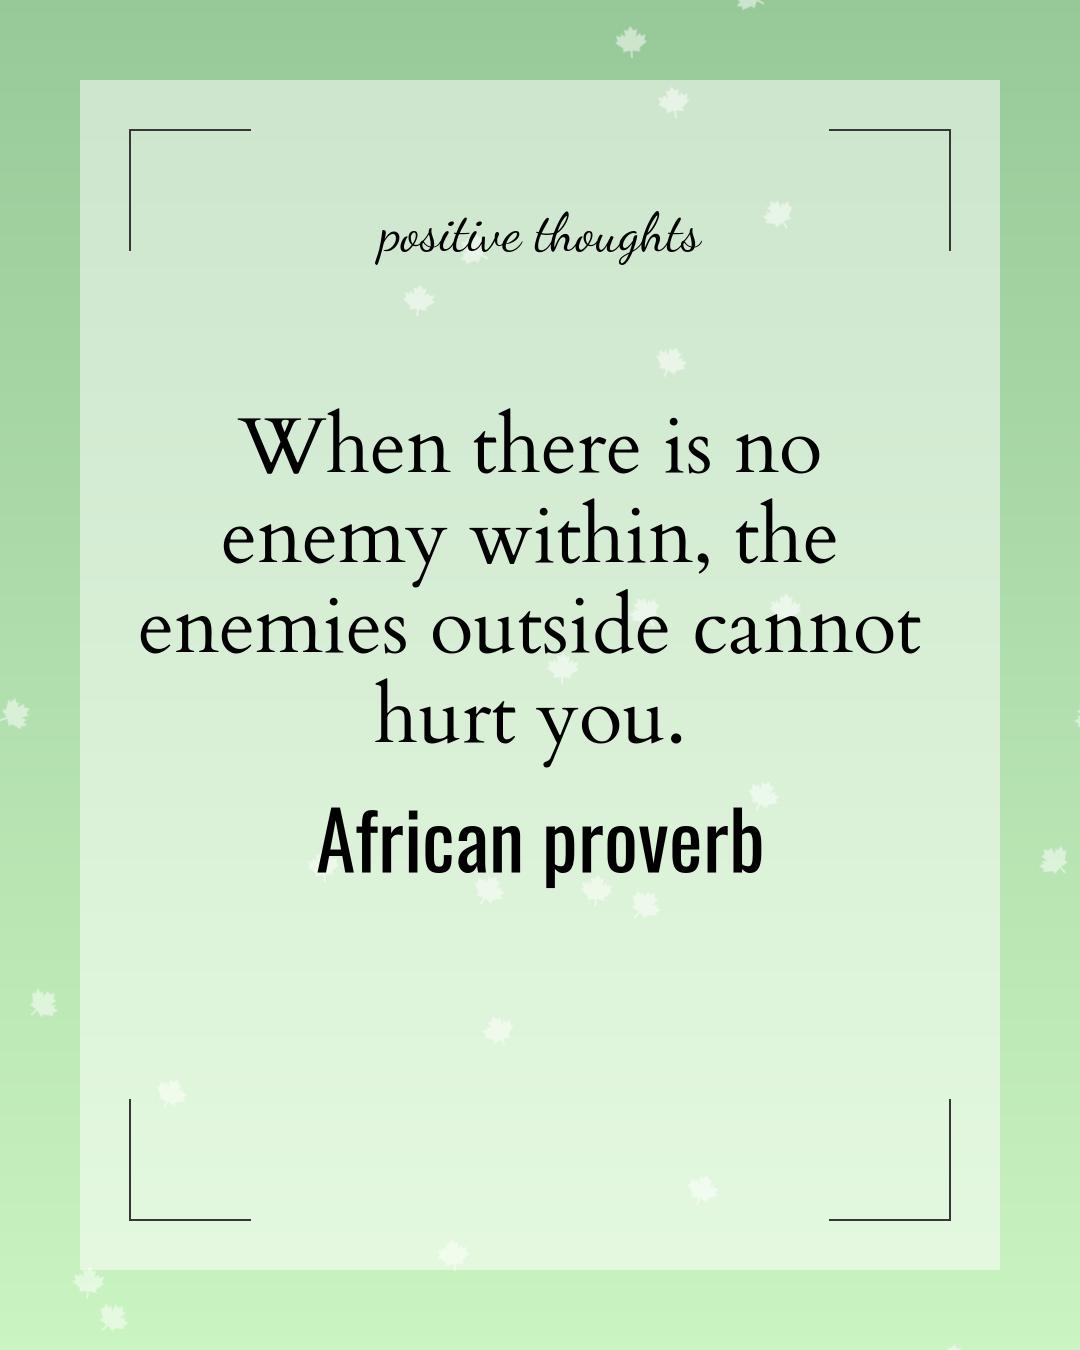 positive thoughts
When there is no
enemy within, the
enemies outside cannot
hurt you.
African proverb